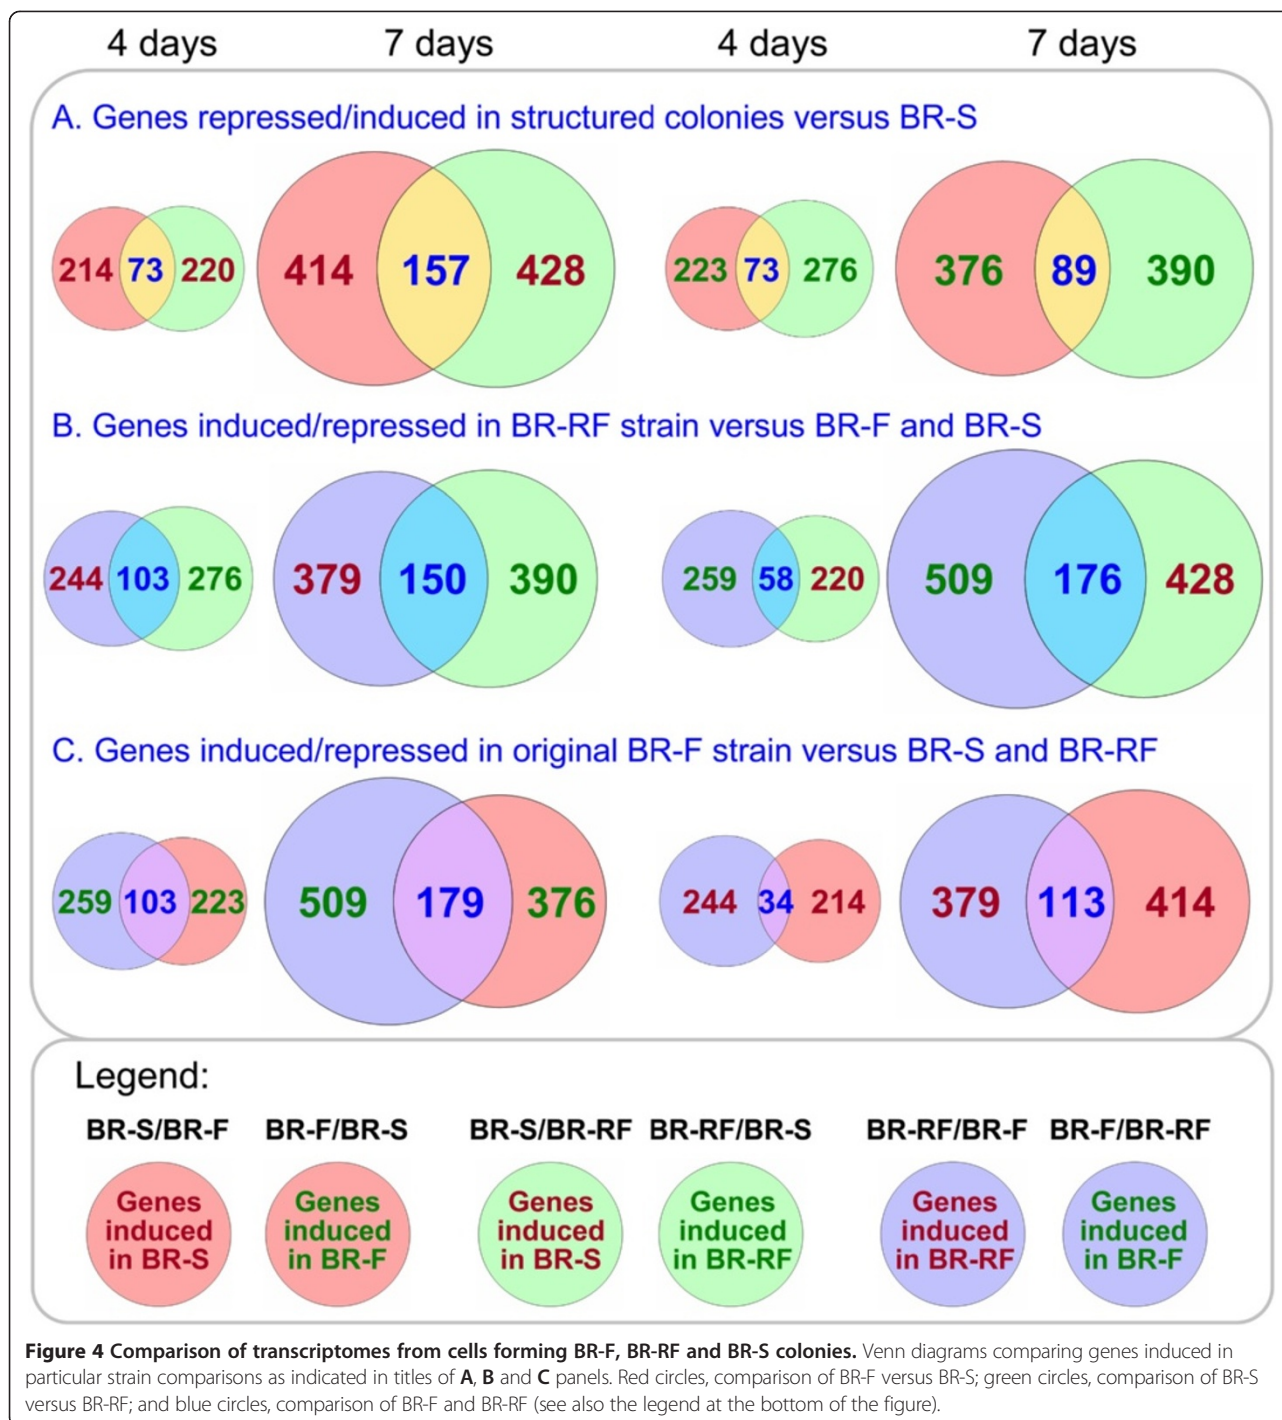 4 days 7 days 4 days 7 days
A. Genes repressed/induced in structured colonies versus BR-S
214 73 220 414 157 428 223 73 276 376 89 390
B. Genes induced/repressed in BR-RF strain versus BR-F and BR-S
244 103 276 379 150 390 259 58 220 509 176 428
C. Genes induced/repressed in original BR-F strain versus BR-S and BR-RF
259 103 223 509 179 376 244 34 214 379 113 414
Legend:
BR-S/BR-F BR-F/BR-S BR-S/BR-RF BR-RF/BR-S BR-RF/BR-F BR-F/BR-RF
Genes
induced
in BR-S
Genes
induced
in BR-F
Genes
induced
in BR-S
Genes
induced
in BR-RF
Genes
induced
in BR-RF
Genes
induced
in BR-F
Figure 4 Comparison of transcriptomes from cells forming BR-F, BR-RF and BR-S colonies. Venn diagrams comparing genes induced in
particular strain comparisons as indicated in titles of A, B and C panels. Red circles, comparison of BR-F versus BR-S; green circles, comparison of BR-S
versus BR-RF; and blue circles, comparison of BR-F and BR-RF (see also the legend at the bottom of the figure).